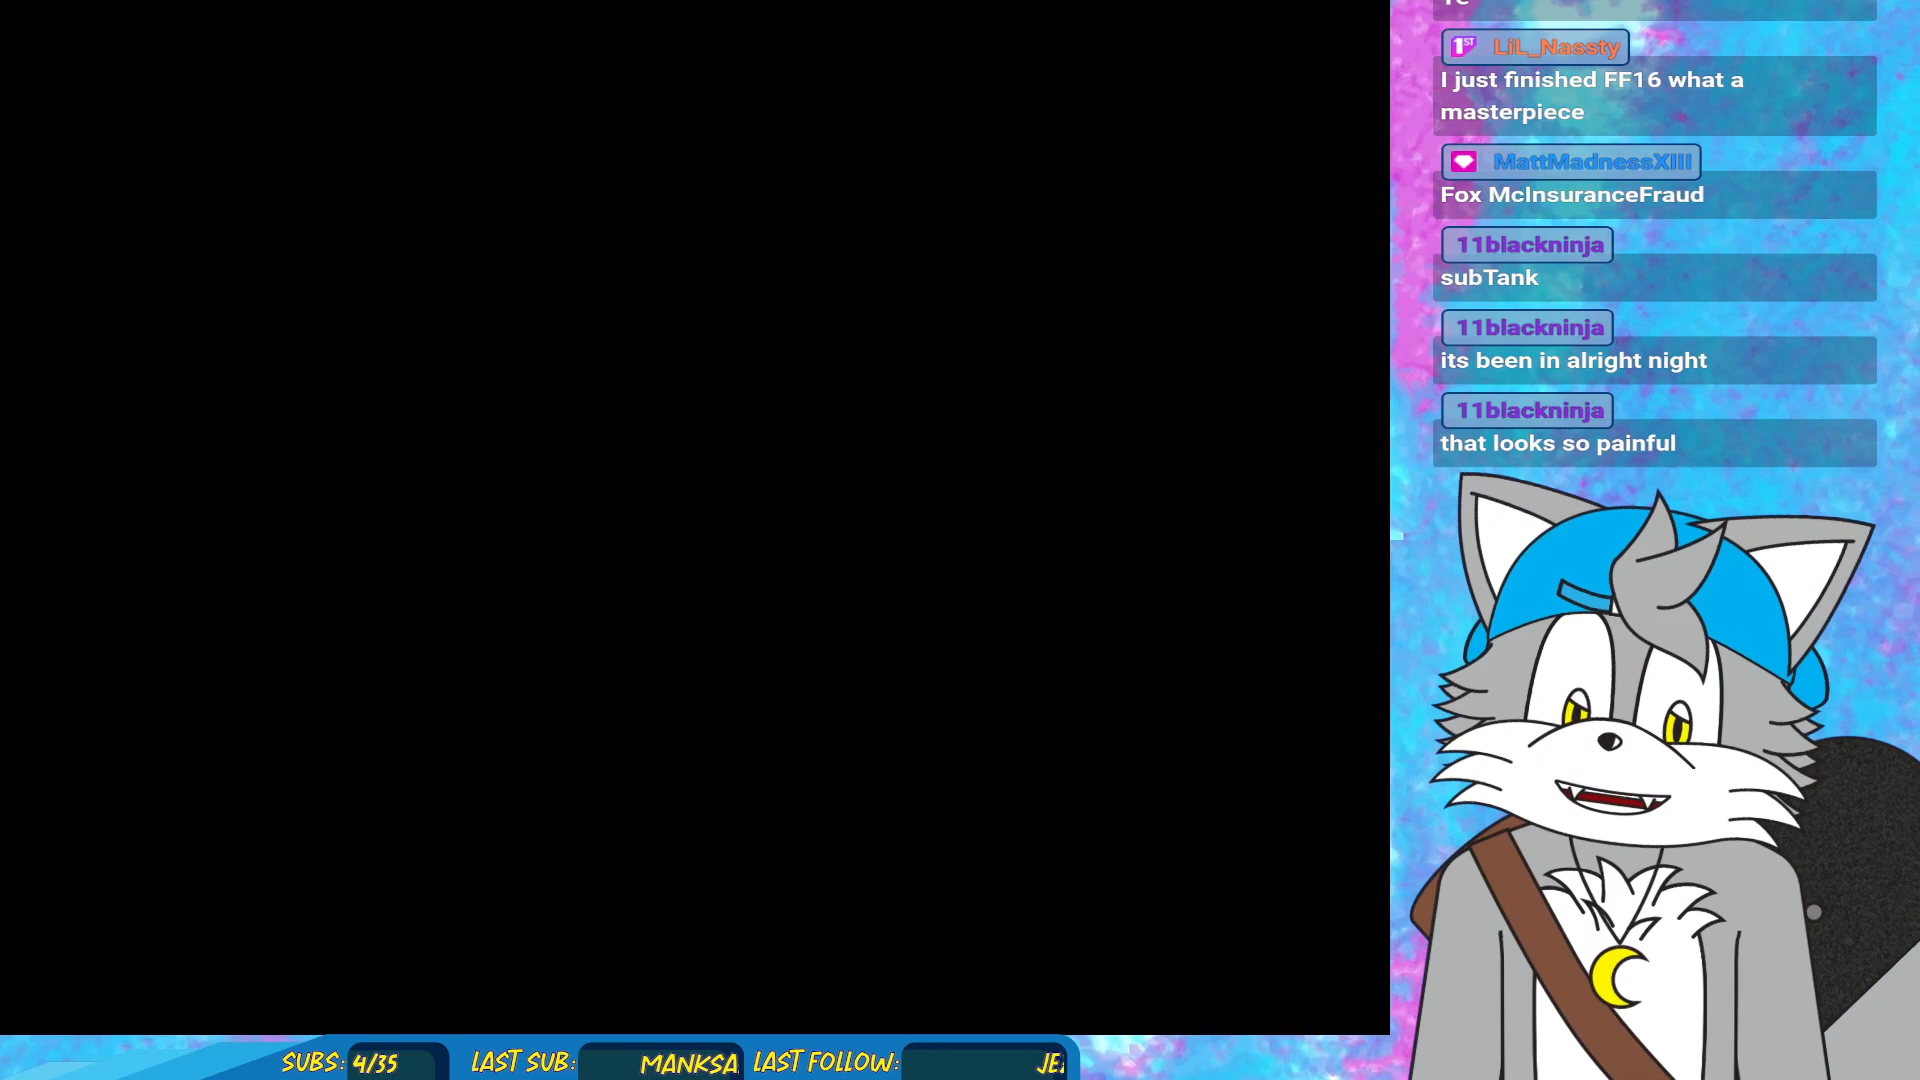 1ST LiL_Nassty
I just finished FF16 what a
masterpiece
MattMadnessXIII
Fox McInsuranceFraud
11blackninja
subTank
11blackninja
its been in alright night
11blackninja
that looks so painful
SUBS: 4/35 LAST SUB: MANKSA LAST FOLLOW: